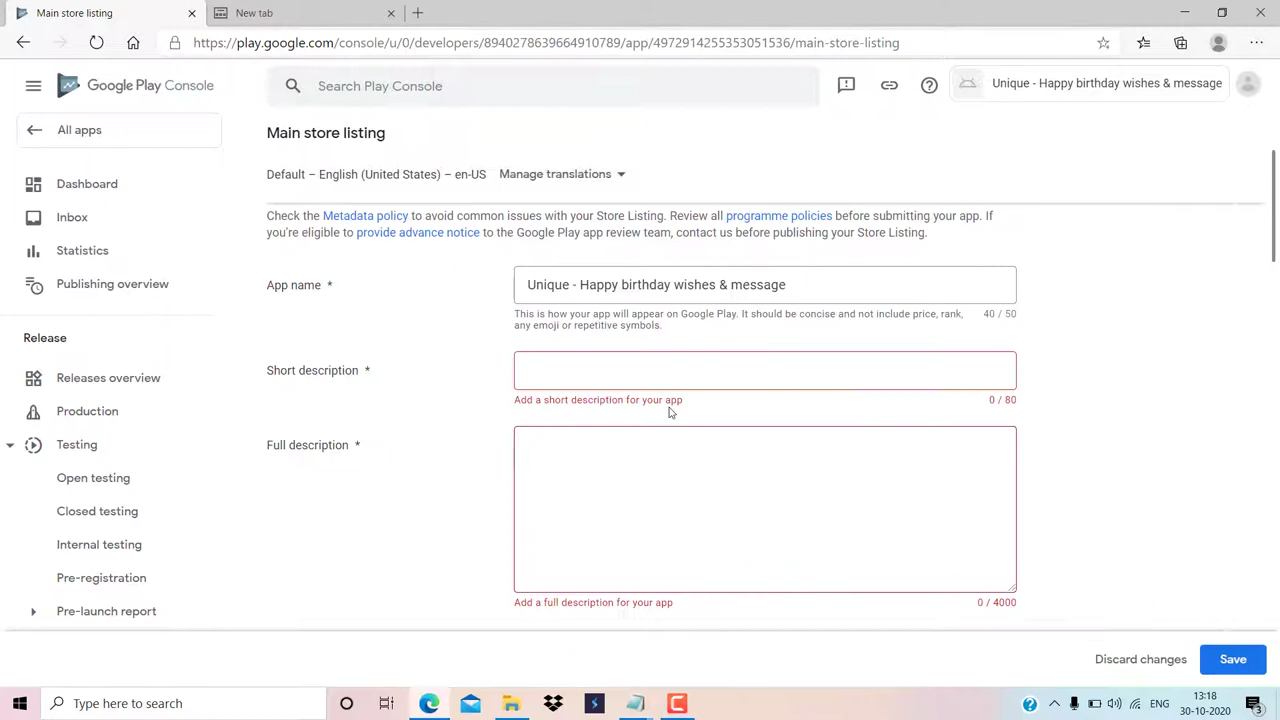 Main store listing
New tab
https://play.google.com/console/u/0/developers/8940278639664910789/app/4972914255353051536/main-store-listing
Google Play Console
Search Play Console
Unique - Happy birthday wishes & message
All apps
Main store listing
Default – English (United States) – en-US
Manage translations
Dashboard
Inbox
Statistics
Publishing overview
Release
Releases overview
Production
Testing
Open testing
Closed testing
Internal testing
Pre-registration
Pre-launch report
Check the Metadata policy to avoid common issues with your Store Listing. Review all programme policies before submitting your app. If
you're eligible to provide advance notice to the Google Play app review team, contact us before publishing your Store Listing.
App name *
Unique - Happy birthday wishes & message
This is how your app will appear on Google Play. It should be concise and not include price, rank,
any emoji or repetitive symbols.
40 / 50
Short description *
Add a short description for your app
0 / 80
Full description *
Add a full description for your app
0 / 4000
Discard changes
Save
Type here to search
ENG
13:18
30-10-2020
3